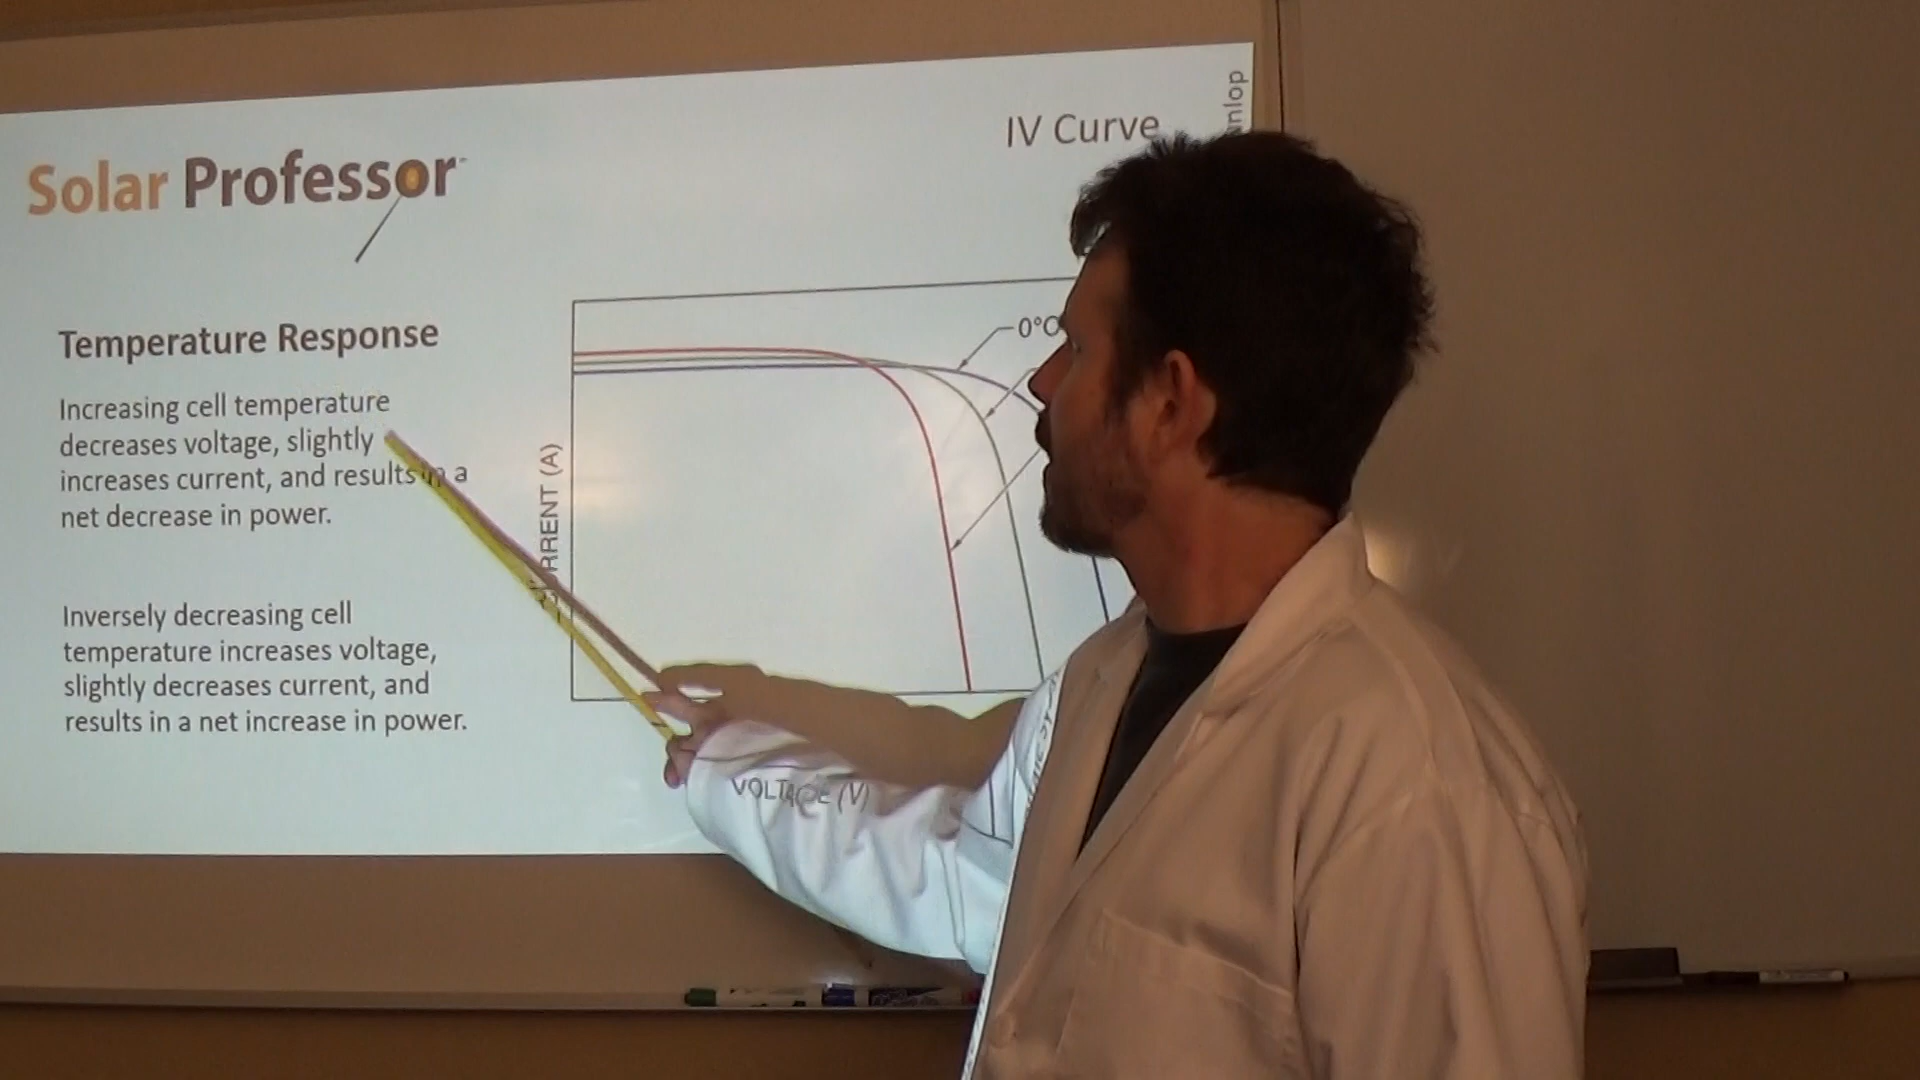 IV Curve
Solar Professor
Temperature Response
Increasing cell temperature
decreases voltage, slightly
increases current, and results in a
net decrease in power.
Inversely decreasing cell
temperature increases voltage,
slightly decreases current, and
results in a net increase in power.
0°C
(A)
VOLTAGE (V)